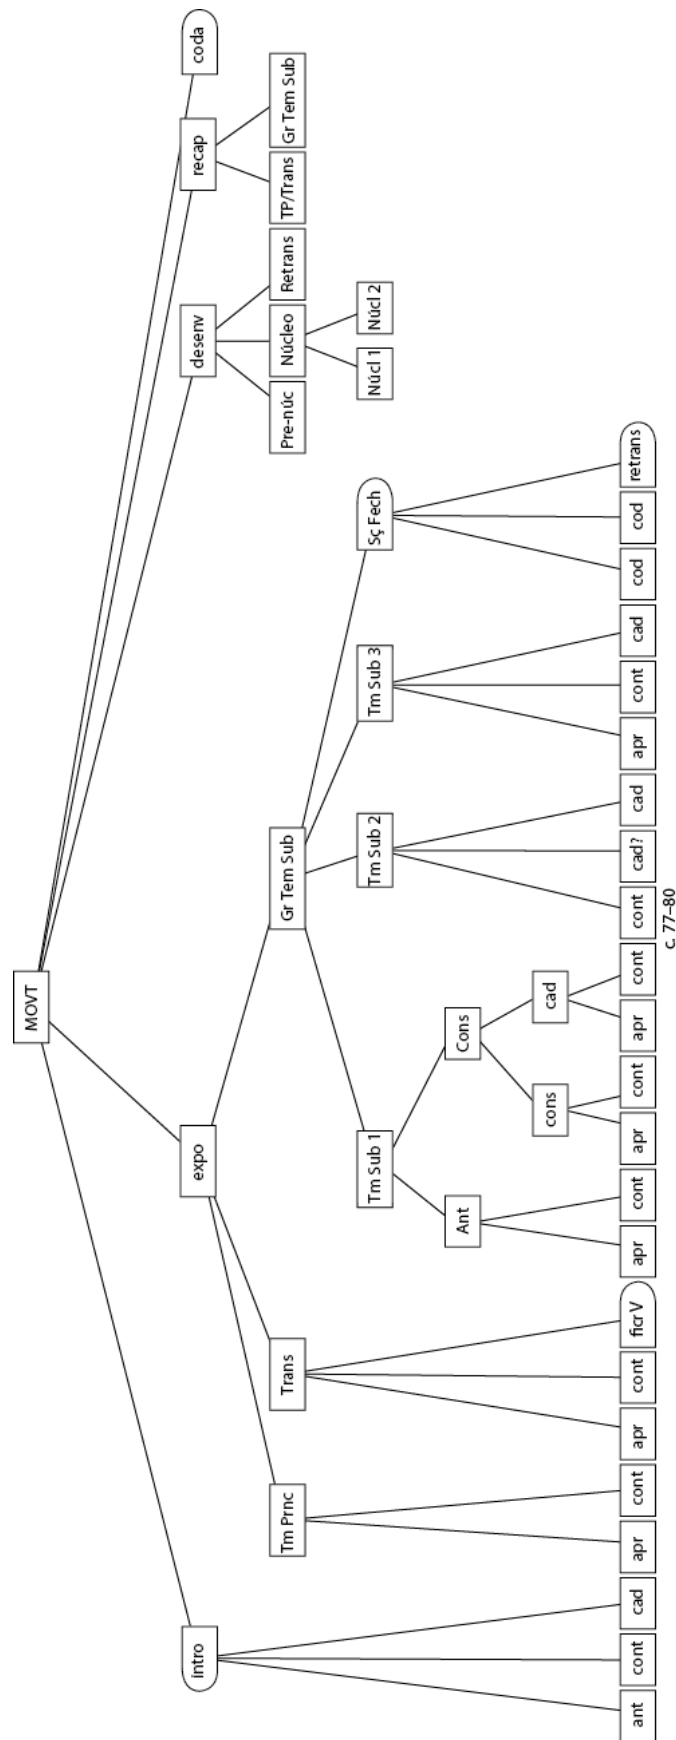 MOVT
intro
expo
desenv
recap
coda
Tm Prnc
Trans
Gr Tem Sub
Pre-núc
Núcleo
Retrans
TP/Trans
Gr Tem Sub
Tm Sub 1
Tm Sub 2
Tm Sub 3
Sç Fech
Núcl 1
Núcl 2
Ant
Cons
cons
cad
ant
cont
cad
apr
cont
apr
cont
ficrV
apr
cont
apr
cont
apr
cont
cont
cad?
cad
apr
cont
cad
cod
cod
retrans
c. 77–80